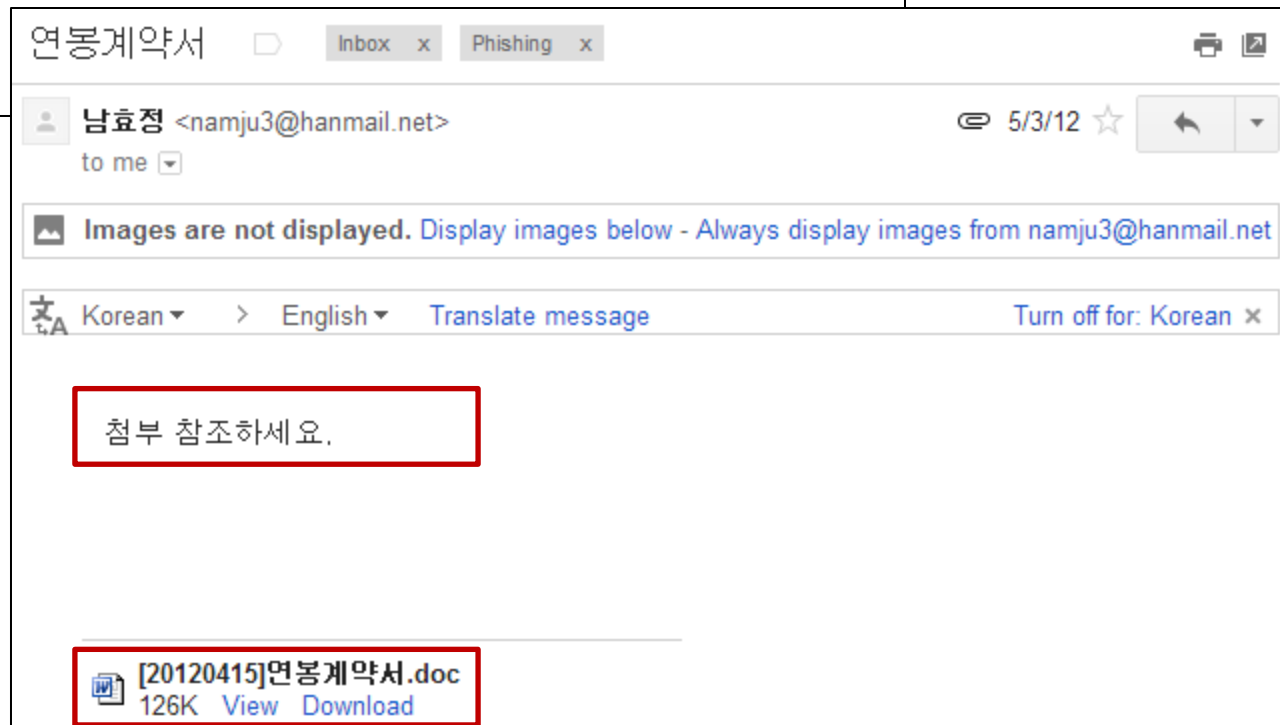 연봉계약서 Inbox x Phishing x
남효정 <namju3@hanmail.net> 5/3/12
to me
Images are not displayed. Display images below - Always display images from namju3@hanmail.net
Korean > English Translate message Turn off for: Korean ×
첨부 참조하세요.
[20120415]연봉계약서.doc
126K View Download